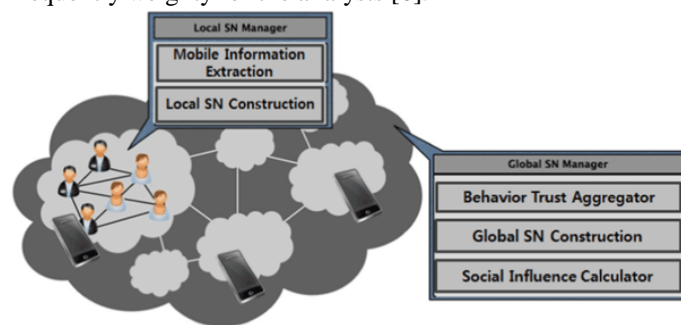 Local SN Manager
Mobile Information
Extraction
Local SN Construction
Global SN Manager
Behavior Trust Aggregator
Global SN Construction
Social Influence Calculator